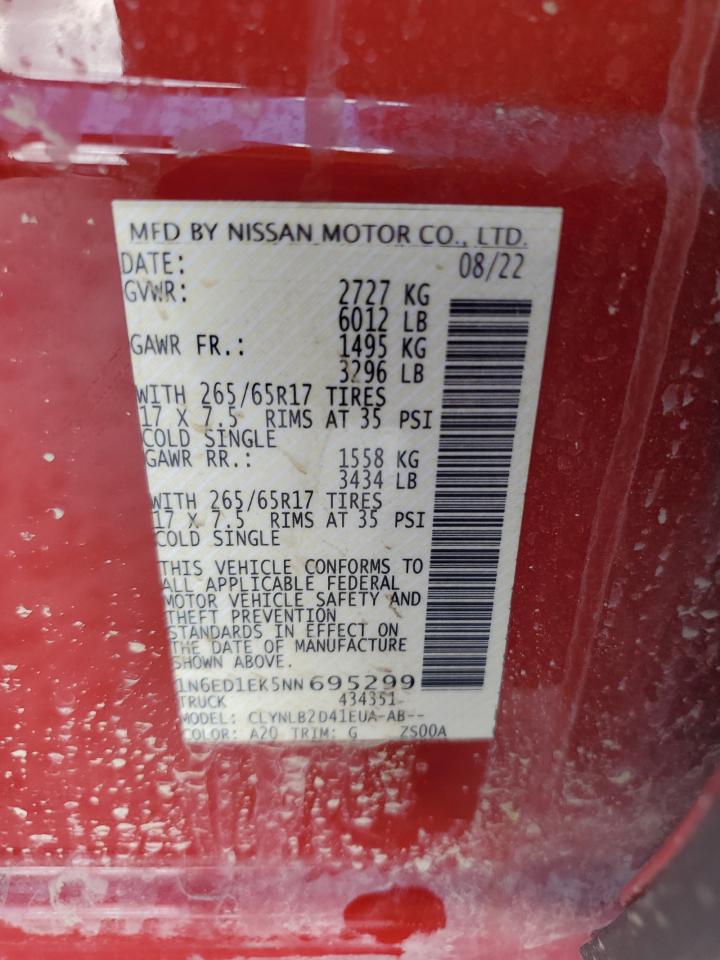 MFD BY NISSAN MOTOR CO., LTD.
DATE: 08/22
GVWR: 2727 KG
6012 LB
GAWR FR.: 1495 KG
3296 LB
WITH 265/65R17 TIRES
17 X 7.5 RIMS AT 35 PSI
COLD SINGLE
GAWR RR.: 1558 KG
3434 LB
WITH 265/65R17 TIRES
17 X 7.5 RIMS AT 35 PSI
COLD SINGLE
THIS VEHICLE CONFORMS TO
ALL APPLICABLE FEDERAL
MOTOR VEHICLE SAFETY AND
THEFT PREVENTION
STANDARDS IN EFFECT ON
THE DATE OF MANUFACTURE
SHOWN ABOVE.
1N6ED1EK5NN695299
TRUCK 434351
MODEL: CLYNLB2D41EUA-AB--
COLOR: A20 TRIM: G ZS00A